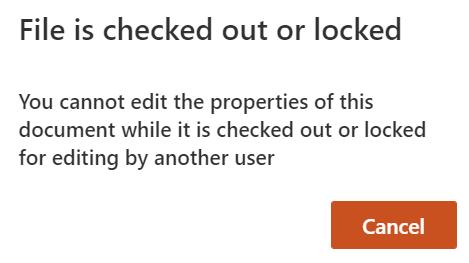 File is checked out or locked
You cannot edit the properties of this
document while it is checked out or locked
for editing by another user
Cancel